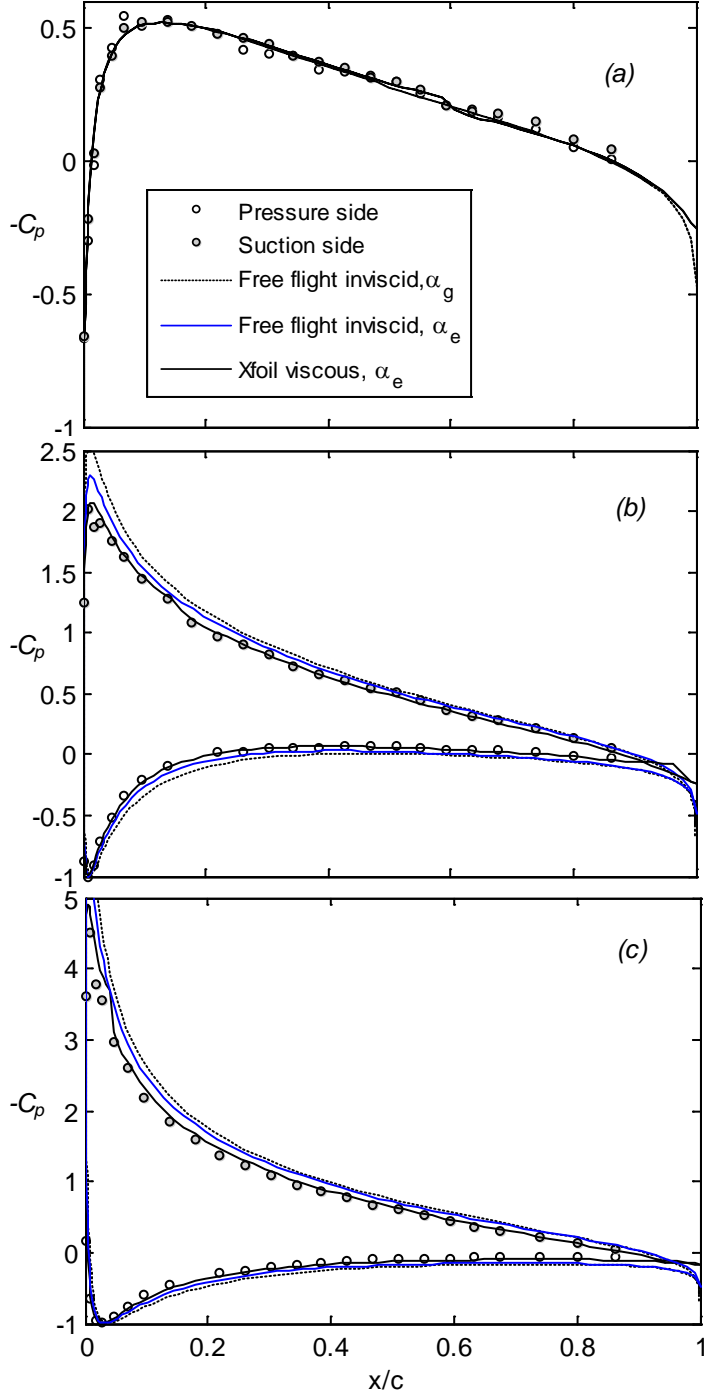 0.5
(a)
0
-Cp
Pressure side
Suction side
Free flight inviscid,αg
Free flight inviscid, αe
Xfoil viscous, αe
-0.5
-1
2.5
(b)
2
1.5
-Cp
1
0.5
0
-0.5
-1
5
(c)
4
3
-Cp
2
1
0
-1
0 0.2 0.4 0.6 0.8 1
x/c